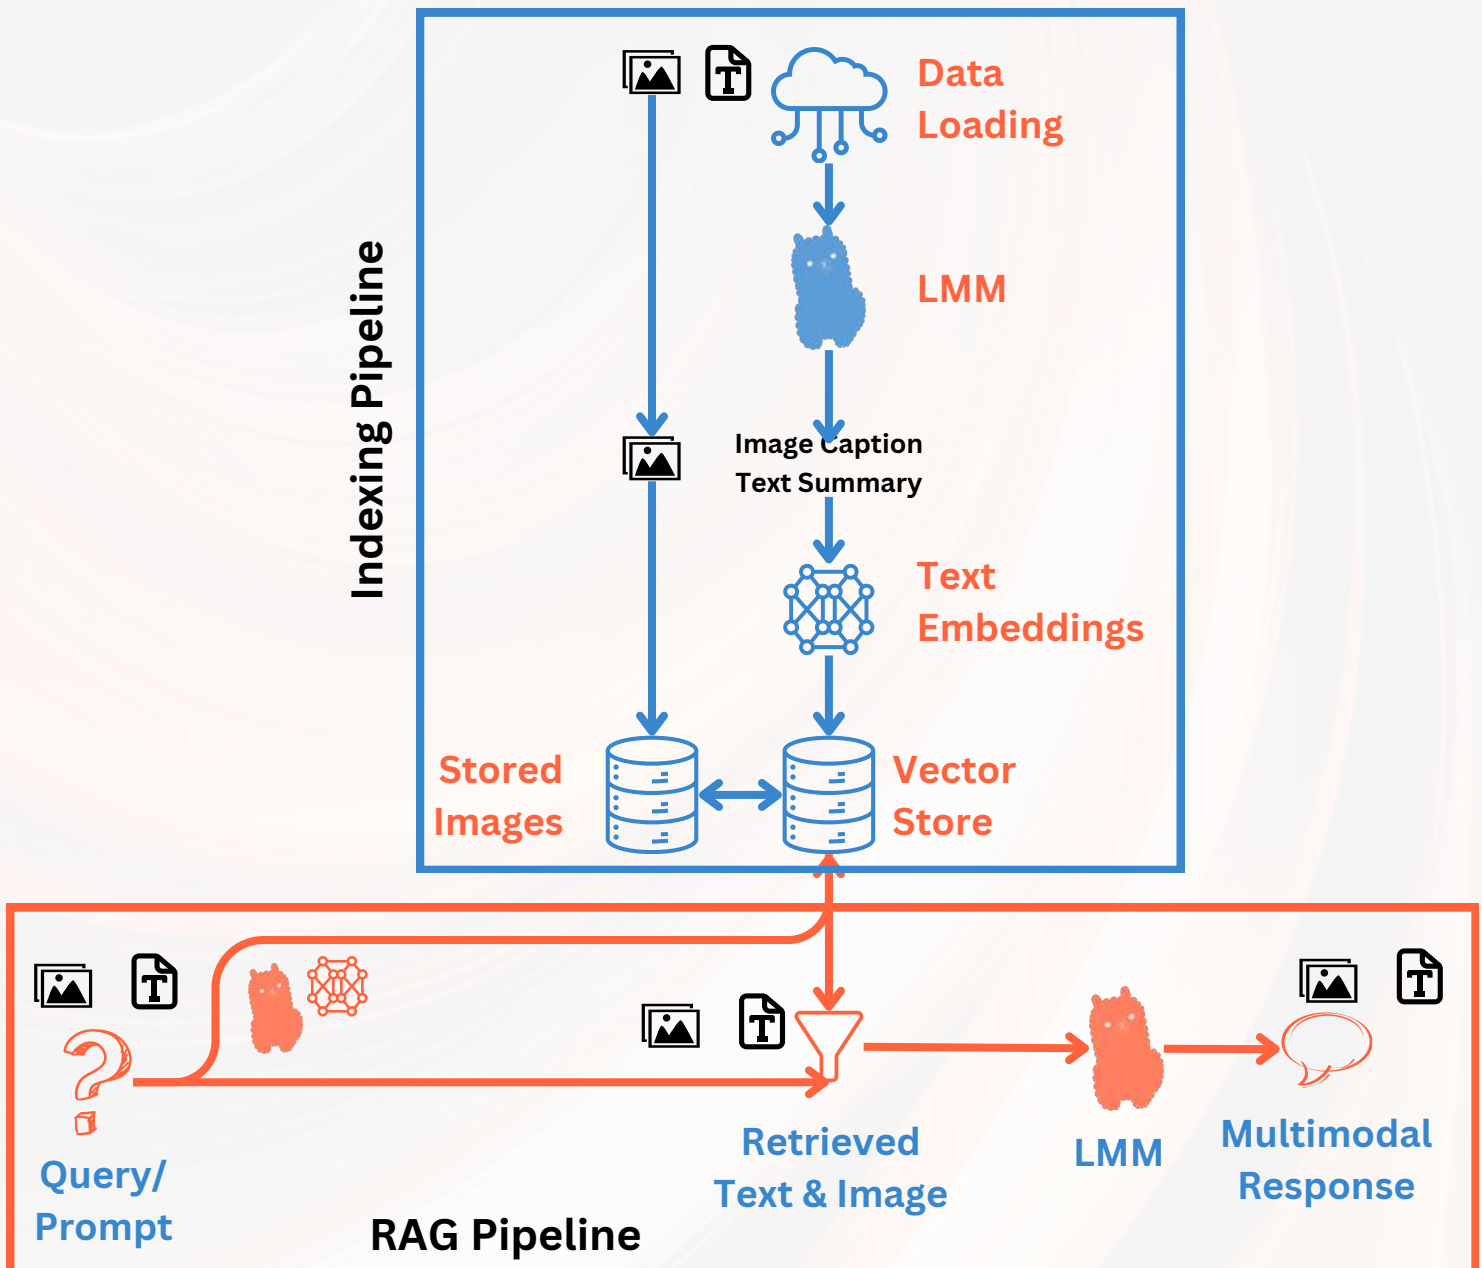 Data
Loading
Indexing Pipeline
LMM
Image Caption
Text Summary
Text
Embeddings
Stored
Images
Vector
Store
T
T
T
T
Query/
Prompt
Retrieved
Text & Image
LMM
Multimodal
Response
RAG Pipeline